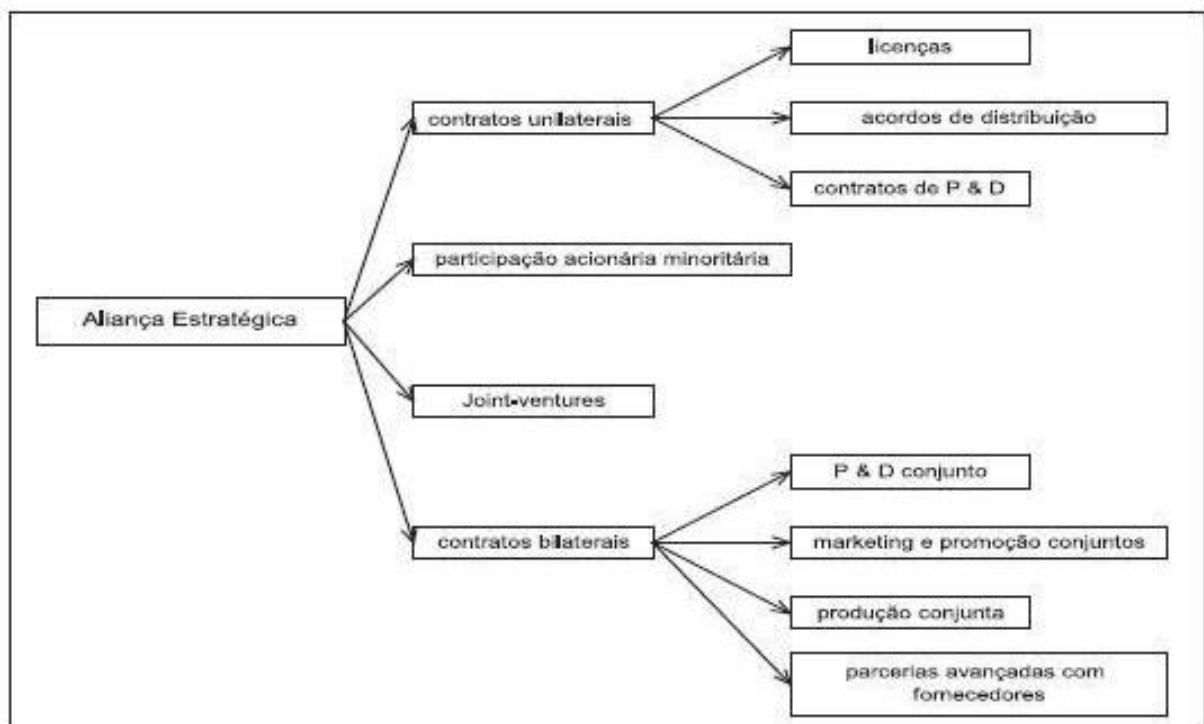 licenças
contratos unilaterais
acordos de distribuição
contratos de P & D
participação acionária minoritária
Aliança Estratégica
Joint-ventures
P & D conjunto
contratos bilaterais
marketing e promoção conjuntos
produção conjunta
parcerias avançadas com
fornecedores